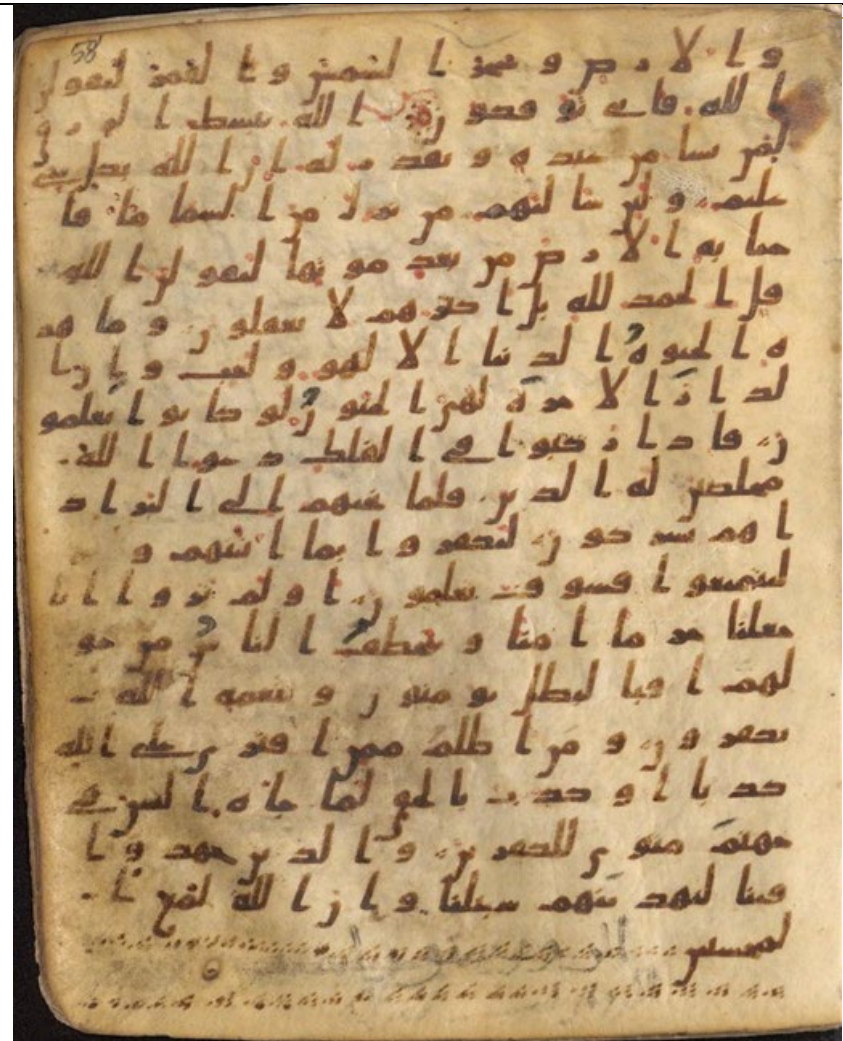 58
والارض وسخر الشمس والقمر ليقولن
الله فانى يوفكون الله يبسط الرزق
لمن يشا من عبده ويقدر له ان الله بكل شى
عليم ولىن سالتهم من نزل من السما ما فا
حيا به الارض من بعد موتها ليقولن الله
قل الحمد لله بل اكثرهم لا يعقلون وما هذ
ه الحيوة الدنيا الا لهو ولعب وان ا
لدار الاخرة لهى الحيون لو كانوا يعلمو
ن فاذا ركبوا فى الفلك دعوا الله
مخلصين له الدين فلما نجيهم الى البر اذ
ا هم يشركون ليكفروا بما اتينهم و
ليتمتعوا فسوف يعلمون اولم يروا انا
جعلنا حرما امنا ويتخطف الناس من حو
لهم افبالبطل يومنون وبنعمة الله
يكفرون ومن اظلم ممن افترى على الله
كذبا او كذب بالحق لما جاه اليس فى
جهنم مثوى للكفرين والذين جهدوا
فينا لنهدينهم سبلنا وان الله لمع ا
لمحسنين